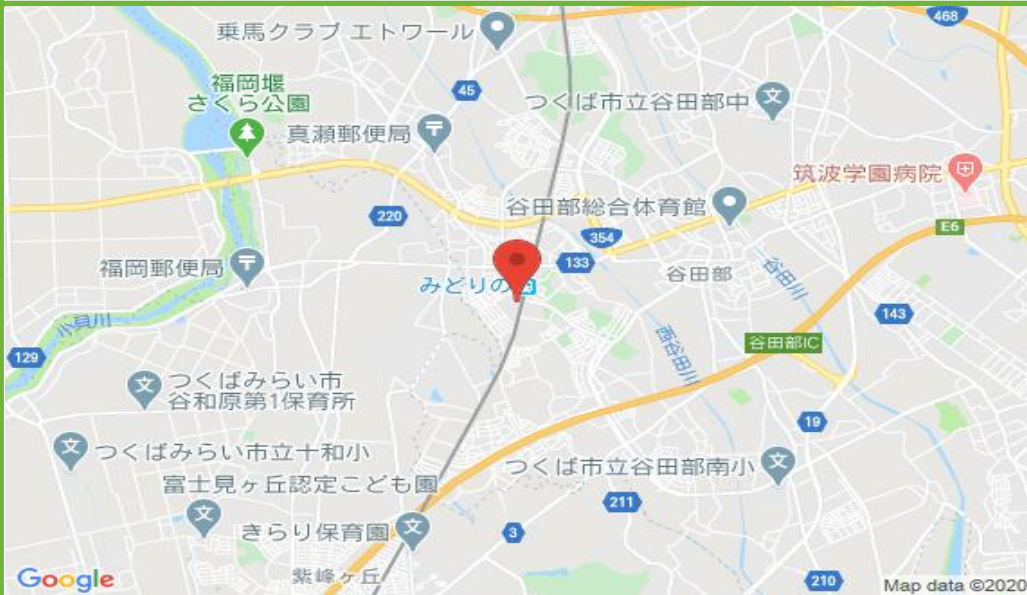 乗馬クラブ エトワール
468
福岡堰
さくら公園
45
つくば市立谷田部中
真瀬郵便局
筑波学園病院
220
谷田部総合体育館
E6
354
133
福岡郵便局
谷田部
谷田川
みどりの
小貝川
143
西谷田川
129
谷田部IC
つくばみらい市
谷和原第1保育所
19
つくばみらい市立十和小
つくば市立谷田部南小
富士見ヶ丘認定こども園
211
きらり保育園
3
紫峰ヶ丘
210
Google
Map data ©2020